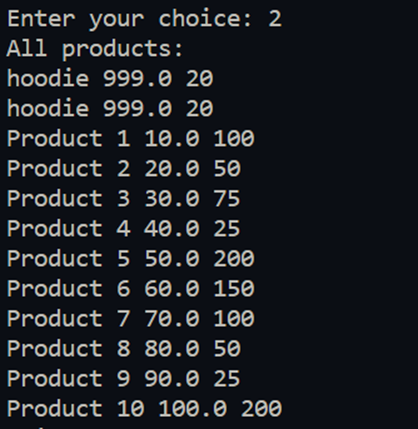 Enter your choice: 2
All products:
hoodie 999.0 20
hoodie 999.0 20
Product 1 10.0 100
Product 2 20.0 50
Product 3 30.0 75
Product 4 40.0 25
Product 5 50.0 200
Product 6 60.0 150
Product 7 70.0 100
Product 8 80.0 50
Product 9 90.0 25
Product 10 100.0 200